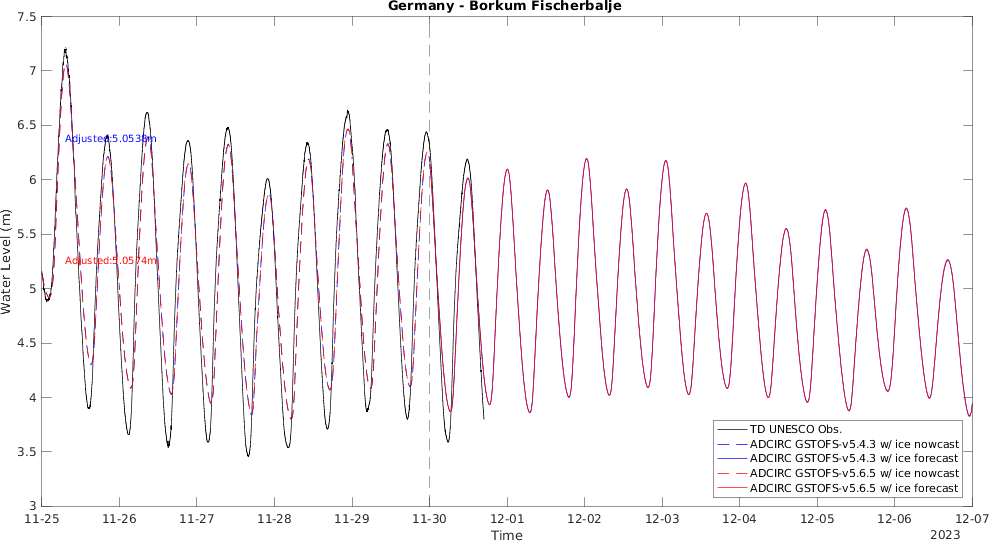 Germany - Borkum Fischerbalje
7.5
7
6.5
6
5.5
5
4.5
4
3.5
3
Water Level (m)
Adjusted:5.0538m
Adjusted:5.0574m
TD UNESCO Obs.
ADCIRC GSTOFS-v5.4.3 w/ ice nowcast
ADCIRC GSTOFS-v5.4.3 w/ ice forecast
ADCIRC GSTOFS-v5.6.5 w/ ice nowcast
ADCIRC GSTOFS-v5.6.5 w/ ice forecast
11-25 11-26 11-27 11-28 11-29 11-30 12-01 12-02 12-03 12-04 12-05 12-06 12-07
Time
2023